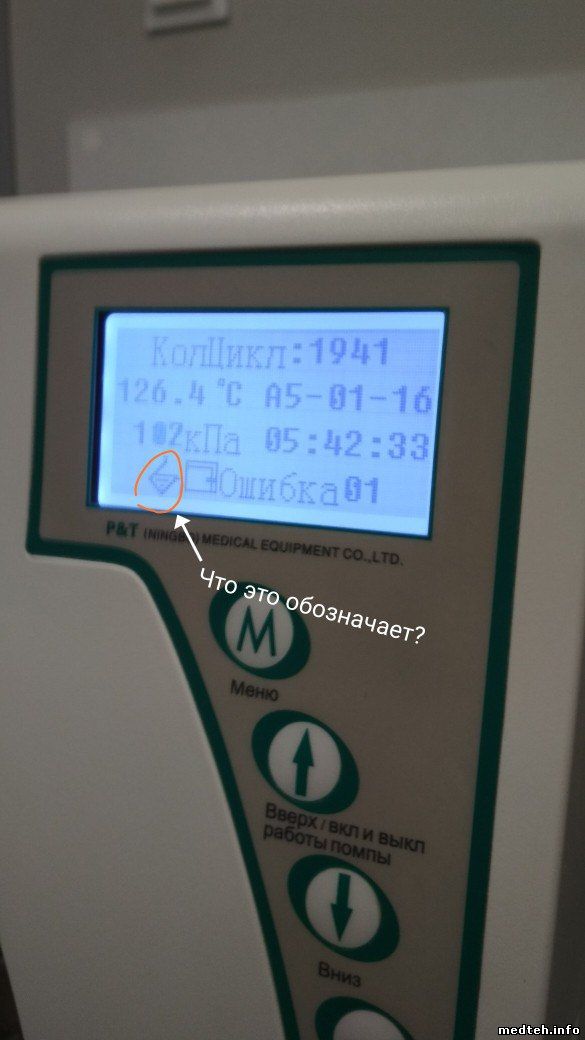 КолЦикл:1941
126.4 °C A5-01-16
102кПа 05:42:33
Ошибка01
P&T (NINGBO) MEDICAL EQUIPMENT CO.,LTD.
Что это обозначает?
M
Меню
Вверх / вкл и выкл
работы помпы
Вниз
medteh.info